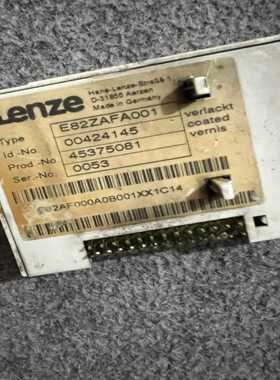 Lenze
Hans-Lenze-Straße 1
D-31855 Aerzen
Made in Germany
Type E82ZAFA001
Id.-No. 00424145
Prod.-No. 45375081
Ser.-No. 0053
verlackt
coated
vernis
E82AF000A0B001XX1C14